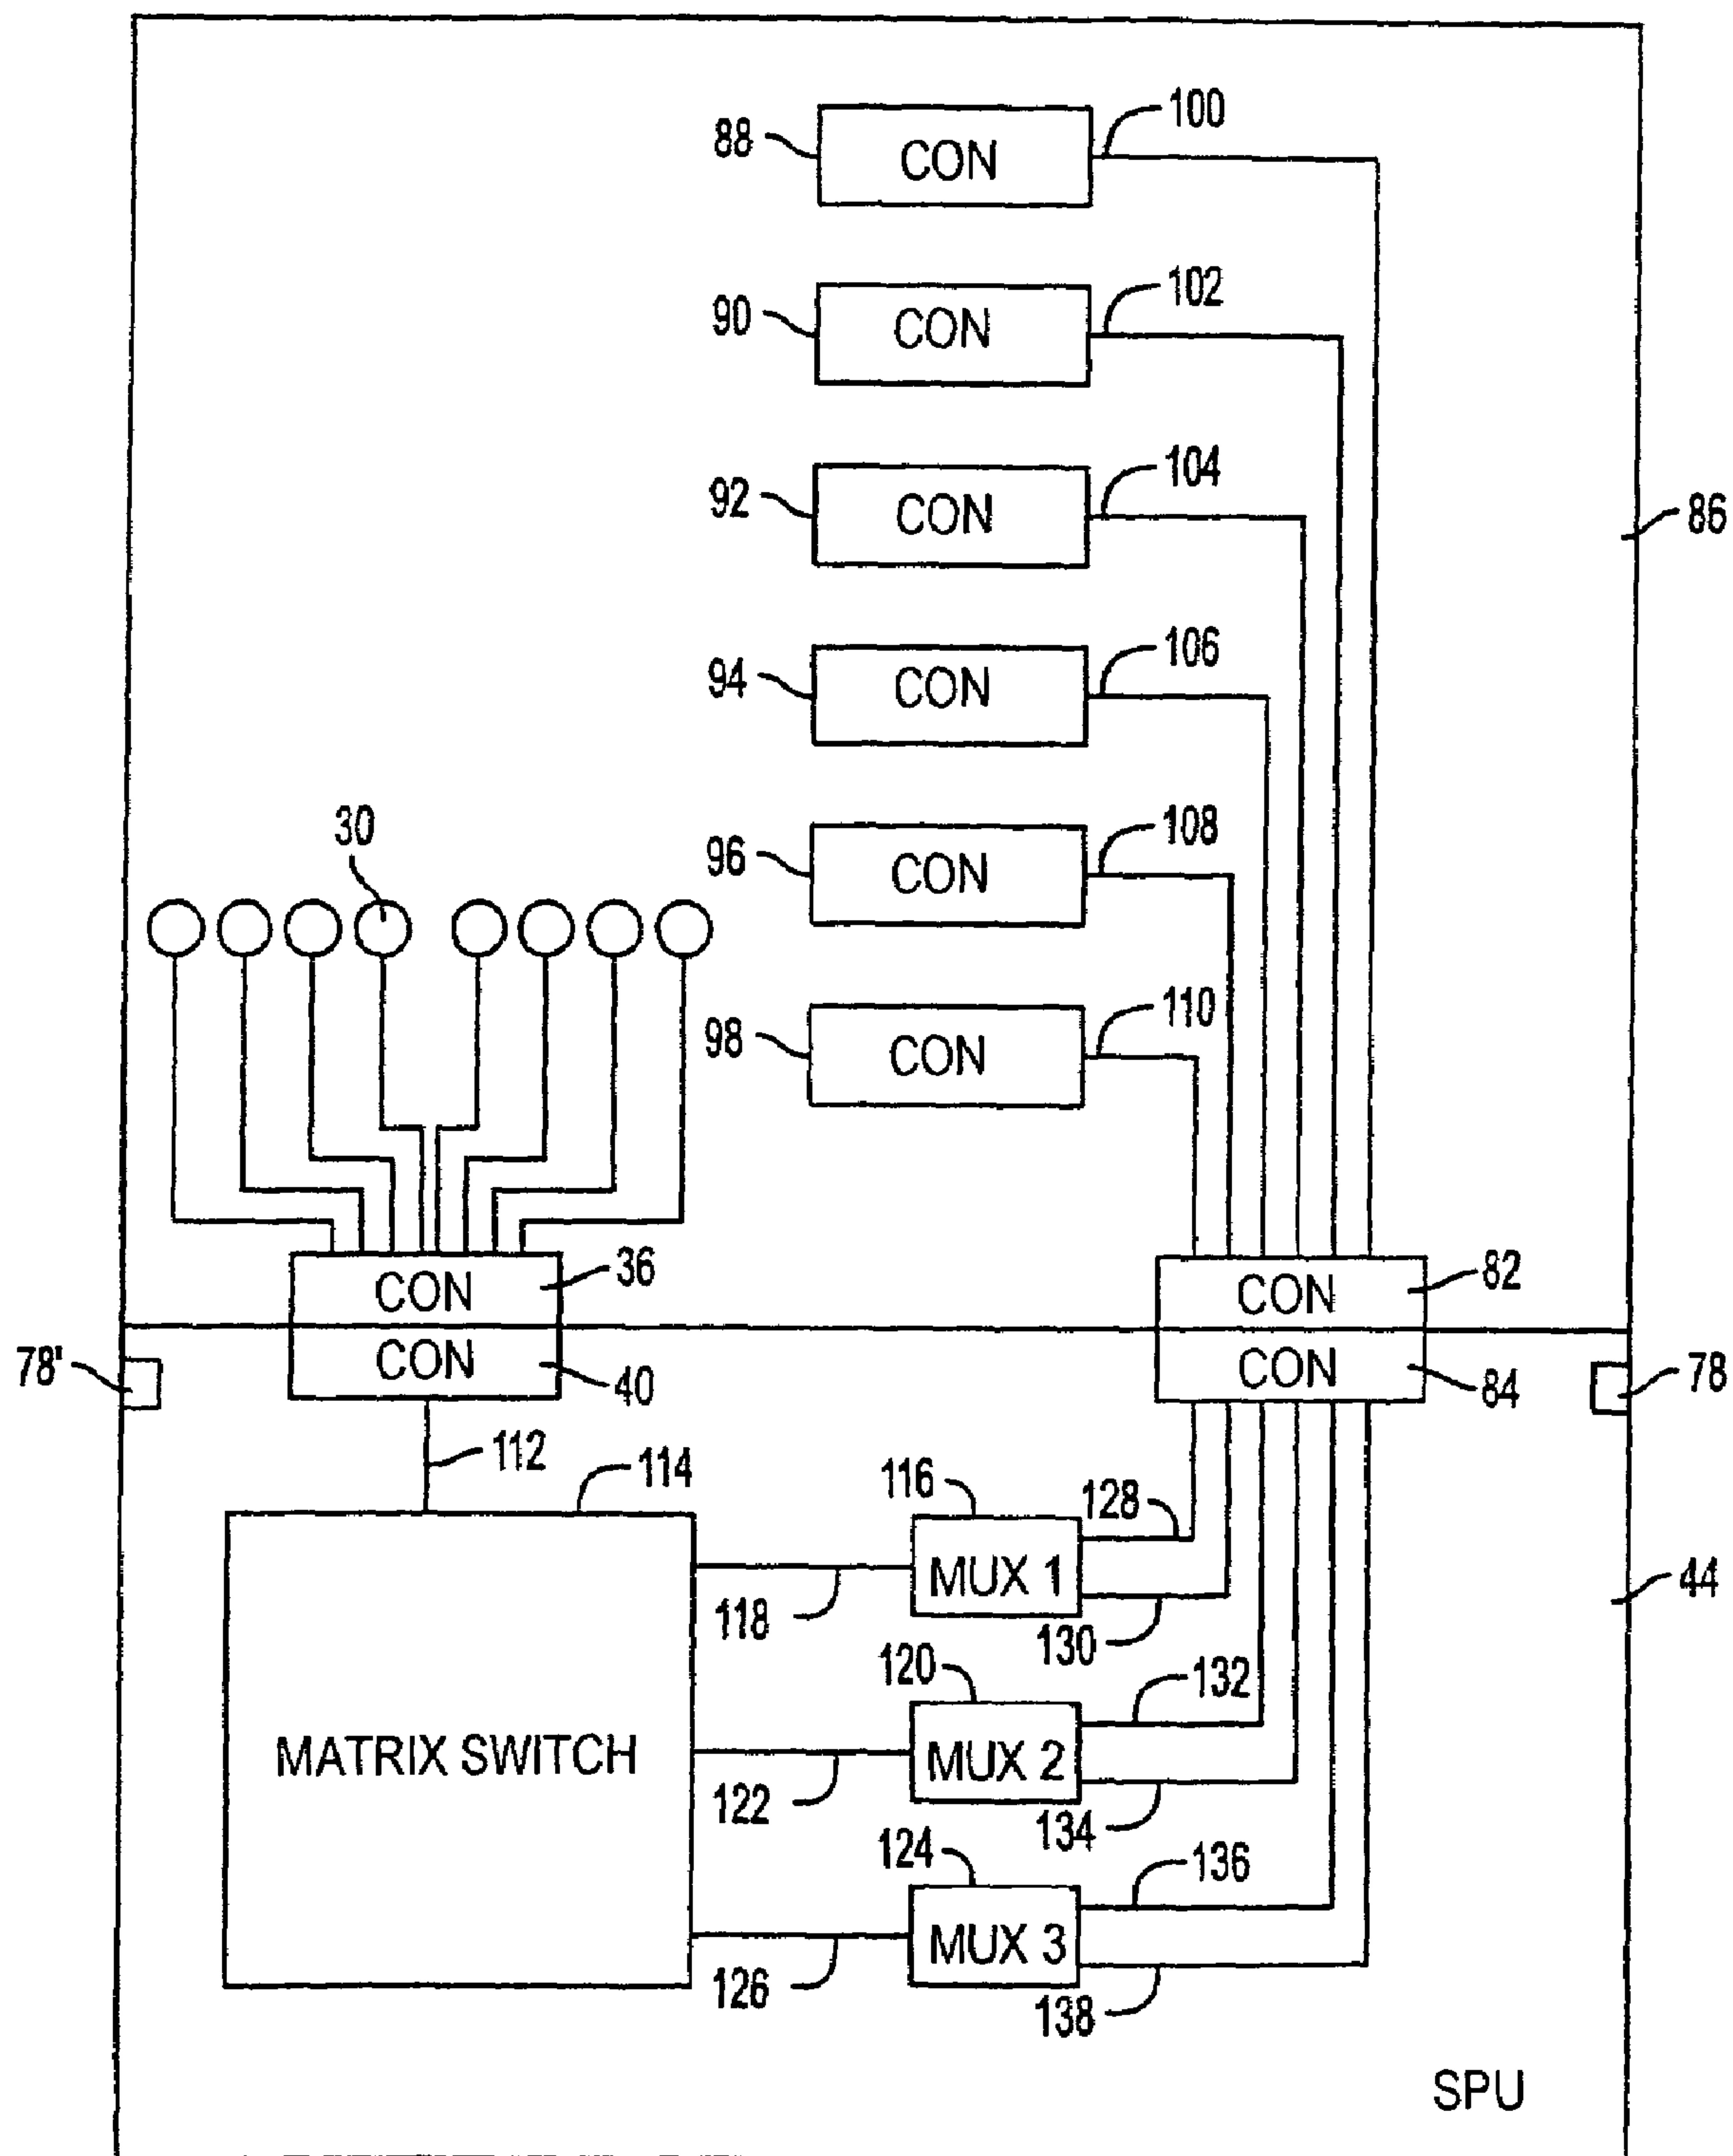 100
88 CON
102
90 CON
104
92 CON
86
106
94 CON
30
108
96 CON
110
98 CON
CON 36
CON 82
78' CON 40
CON 84 78
112
114
116
128
MUX 1
118
130
44
120
132
MATRIX SWITCH
MUX 2
122
134
124
136
MUX 3
126
138
SPU